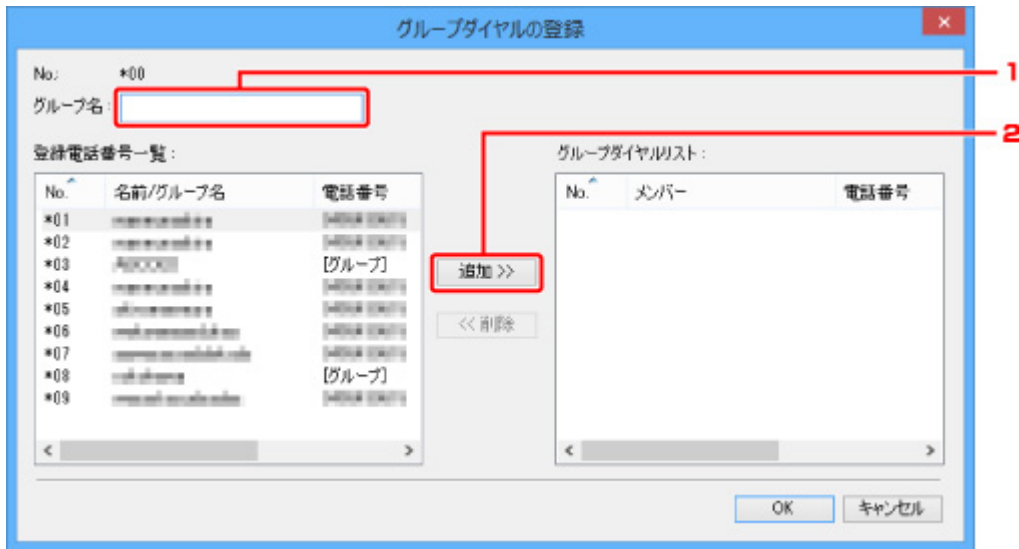 グループダイヤルの登録
No.: *00
グループ名:
1
2
登録電話番号一覧:
グループダイヤルリスト:
No. 名前/グループ名 電話番号
No. メンバー 電話番号
*01
*02
*03 [グループ]
*04
*05
*06
*07
*08 [グループ]
*09
追加 >>
<< 削除
OK キャンセル